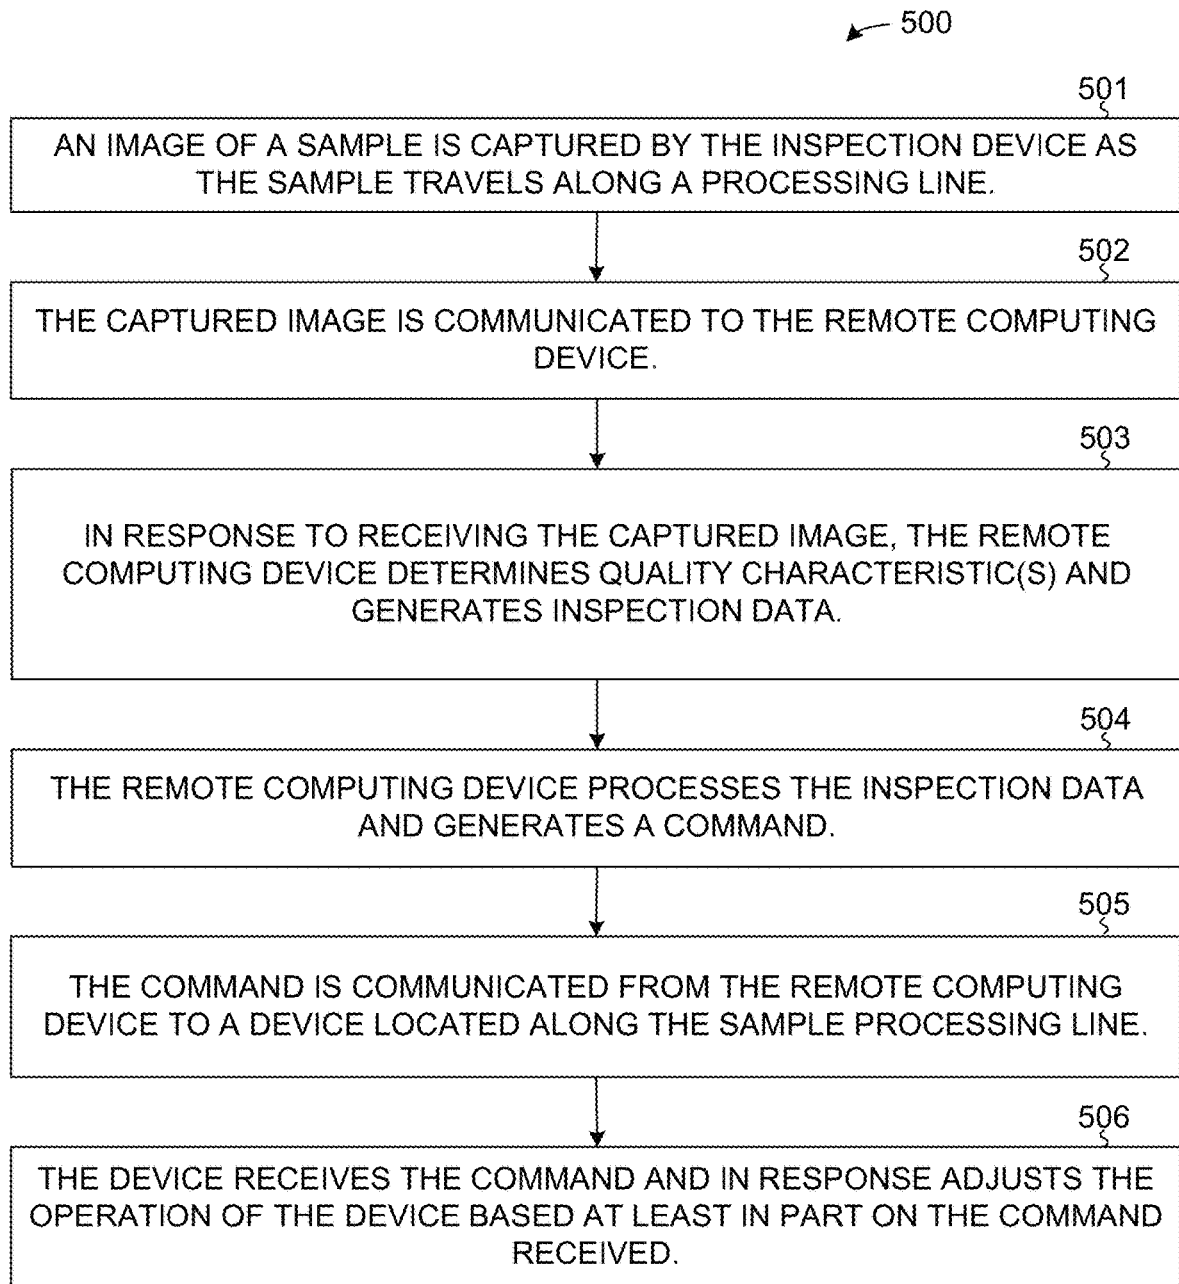 500
501
AN IMAGE OF A SAMPLE IS CAPTURED BY THE INSPECTION DEVICE AS
THE SAMPLE TRAVELS ALONG A PROCESSING LINE.
502
THE CAPTURED IMAGE IS COMMUNICATED TO THE REMOTE COMPUTING
DEVICE.
503
IN RESPONSE TO RECEIVING THE CAPTURED IMAGE, THE REMOTE
COMPUTING DEVICE DETERMINES QUALITY CHARACTERISTIC(S) AND
GENERATES INSPECTION DATA.
504
THE REMOTE COMPUTING DEVICE PROCESSES THE INSPECTION DATA
AND GENERATES A COMMAND.
505
THE COMMAND IS COMMUNICATED FROM THE REMOTE COMPUTING
DEVICE TO A DEVICE LOCATED ALONG THE SAMPLE PROCESSING LINE.
506
THE DEVICE RECEIVES THE COMMAND AND IN RESPONSE ADJUSTS THE
OPERATION OF THE DEVICE BASED AT LEAST IN PART ON THE COMMAND
RECEIVED.